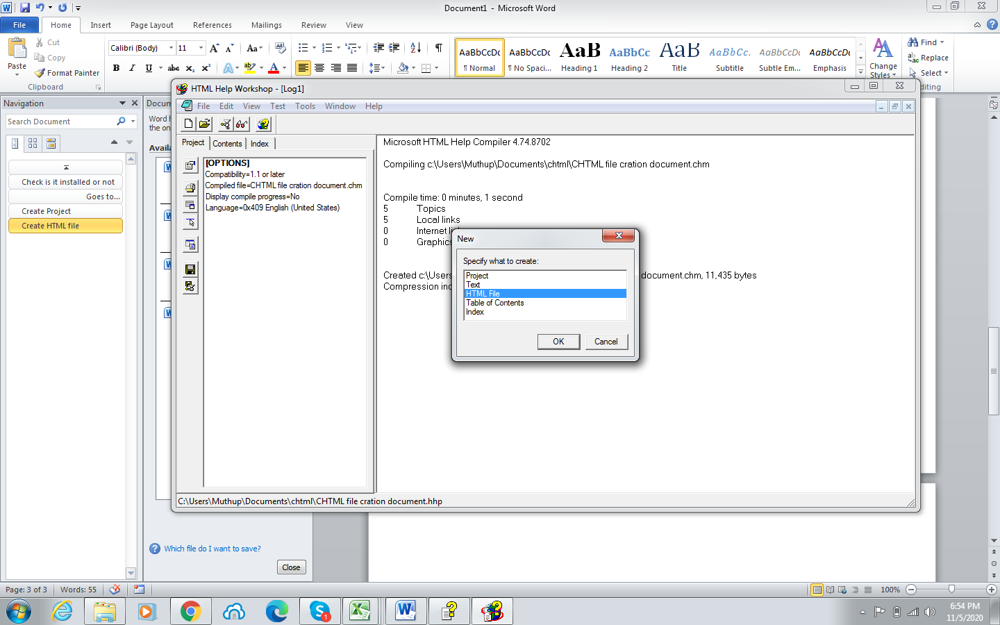 Document1 - Microsoft Word
File Home Insert Page Layout References Mailings Review View
Paste
Cut
Copy
Format Painter
Clipboard
Calibri (Body) 11
AaBbCcDc AaBbCcDc AaB AaBbCc AaB AaBbCc. AaBbCcDc AaBbCcDc
¶ Normal ¶ No Spaci... Heading 1 Heading 2 Title Subtitle Subtle Em... Emphasis
Change
Styles
Find
Replace
Select
diting
Navigation
Search Document
Check is it installed or not
Goes to...
Create Project
Create HTML file
Docum
Word h
the on
Availa
Which file do I want to save?
Close
HTML Help Workshop - [Log1]
File Edit View Test Tools Window Help
Project Contents Index
[OPTIONS]
Compatibility=1.1 or later
Compiled file=CHTML file cration document.chm
Display compile progress=No
Language=0x409 English (United States)
Microsoft HTML Help Compiler 4.74.8702
Compiling c:\Users\Muthup\Documents\chtml\CHTML file cration document.chm
Compile time: 0 minutes, 1 second
5 Topics
5 Local links
0 Internet li
0 Graphics
Created c:\Users document.chm, 11,435 bytes
Compression inc
New
Specify what to create:
Project
Text
HTML File
Table of Contents
Index
OK Cancel
C:\Users\Muthup\Documents\chtml\CHTML file cration document.hhp
Page: 3 of 3 Words: 55 100%
1
6:54 PM
11/5/2020